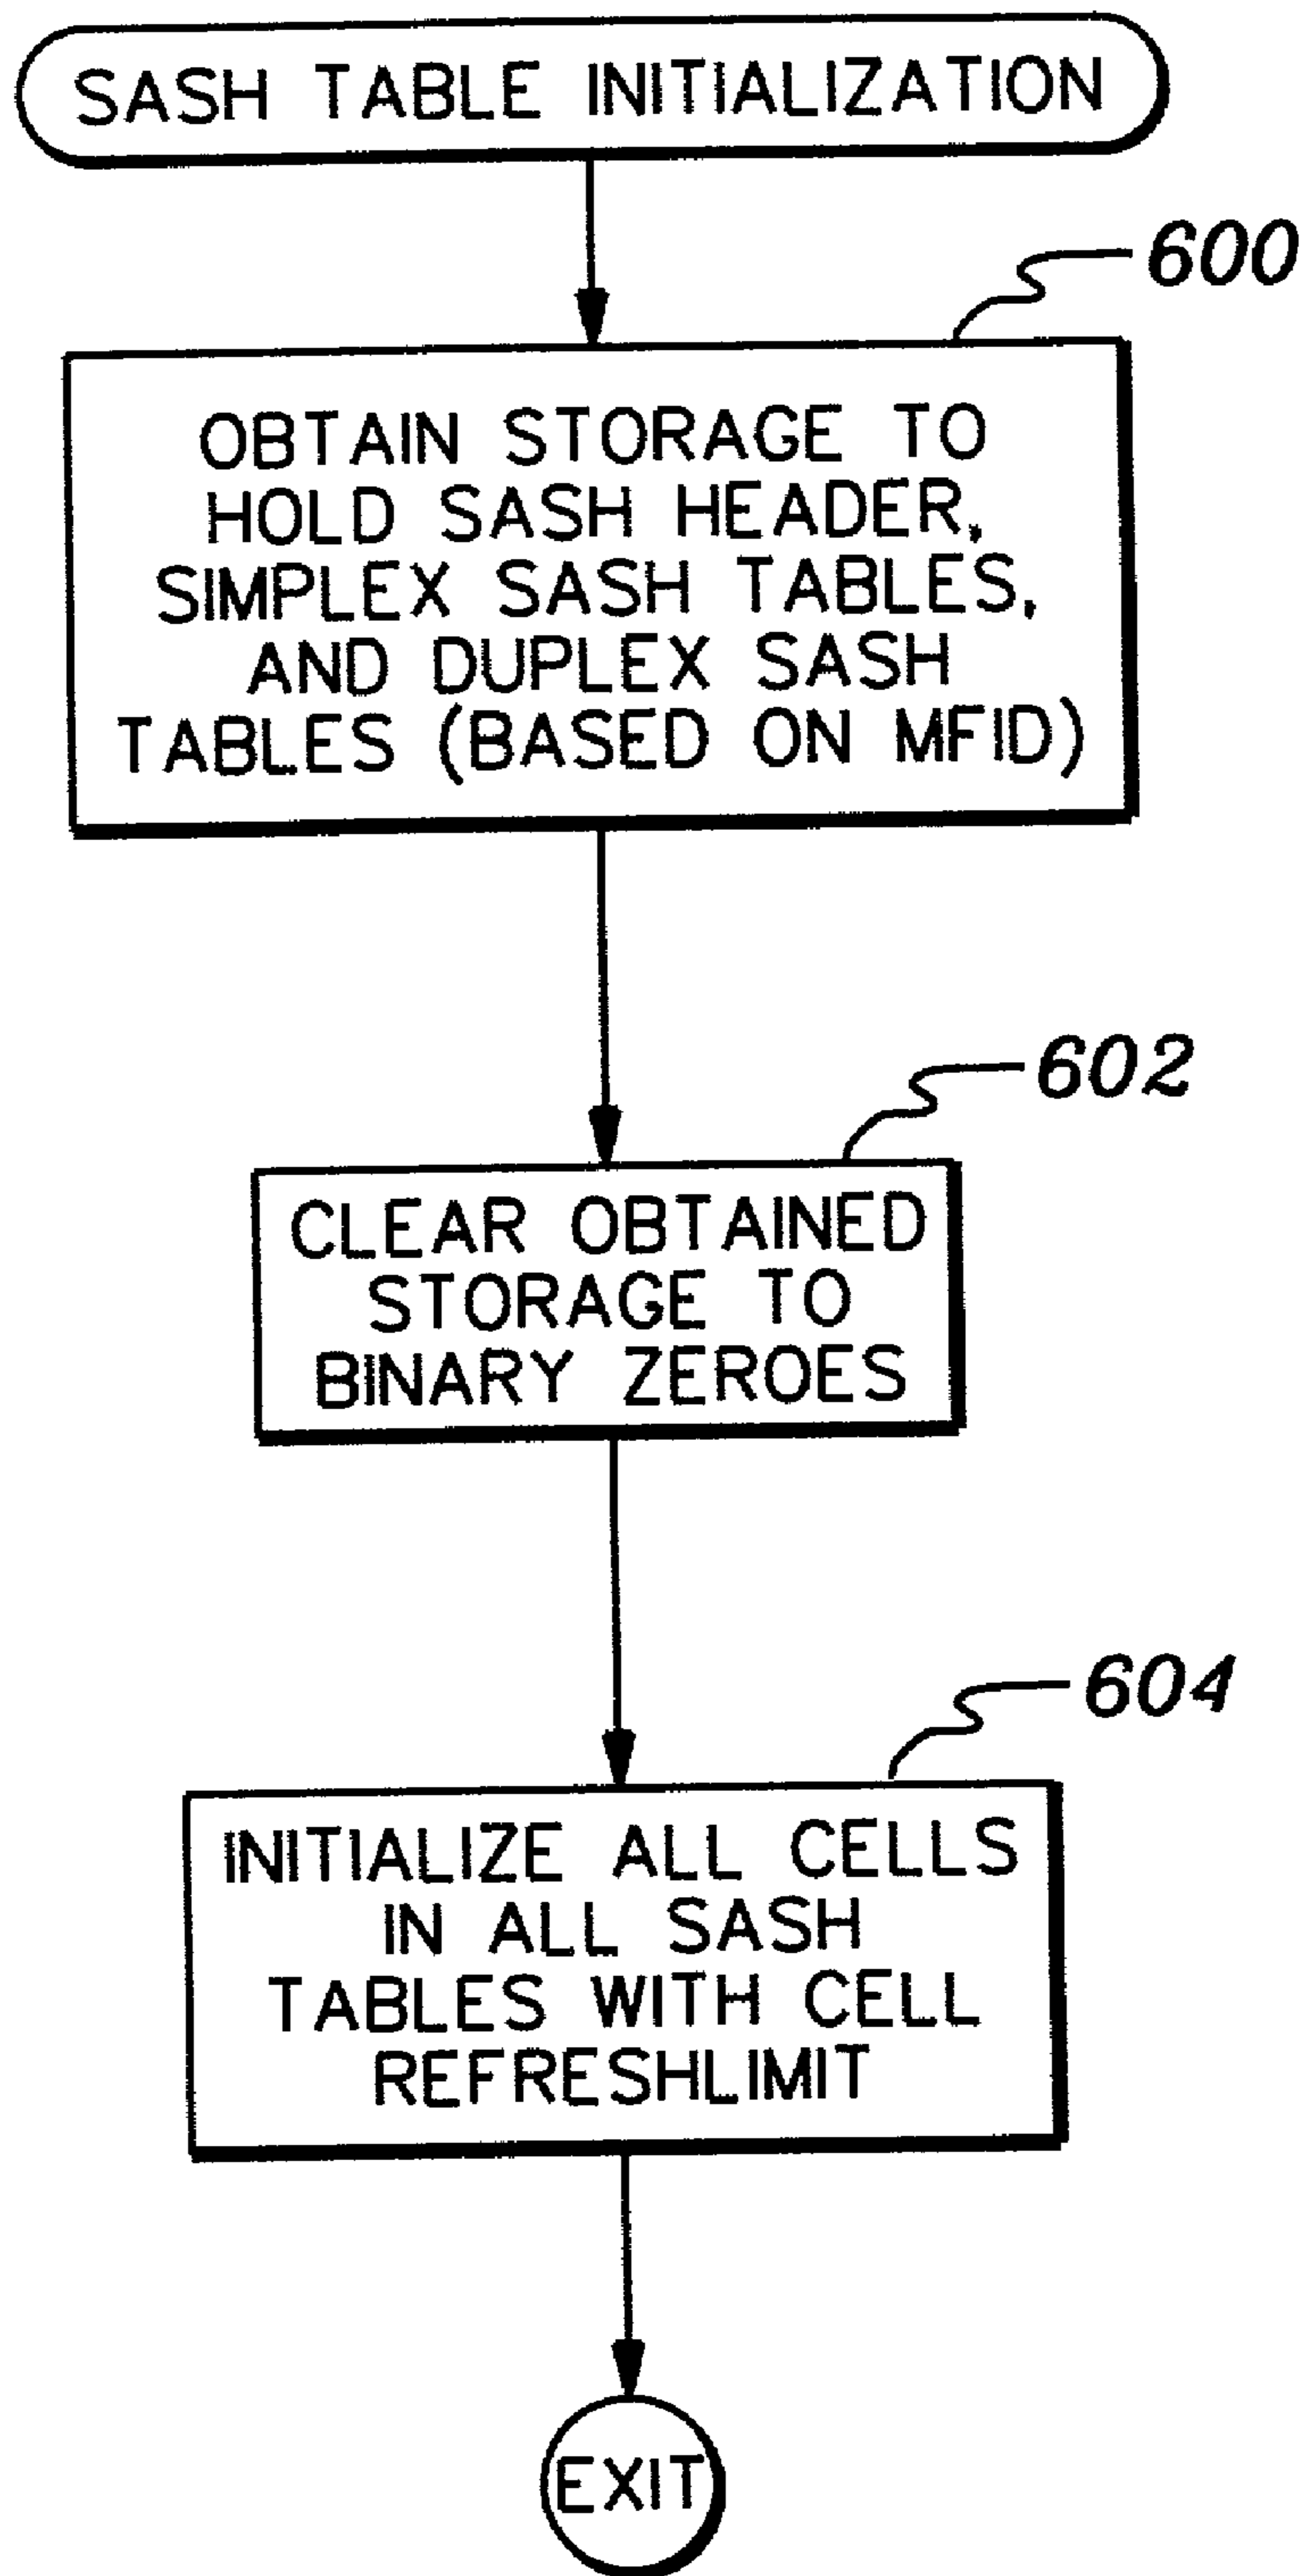 SASH TABLE INITIALIZATION
600
OBTAIN STORAGE TO
HOLD SASH HEADER,
SIMPLEX SASH TABLES,
AND DUPLEX SASH
TABLES (BASED ON MFID)
602
CLEAR OBTAINED
STORAGE TO
BINARY ZEROES
604
INITIALIZE ALL CELLS
IN ALL SASH
TABLES WITH CELL
REFRESHLIMIT
EXIT